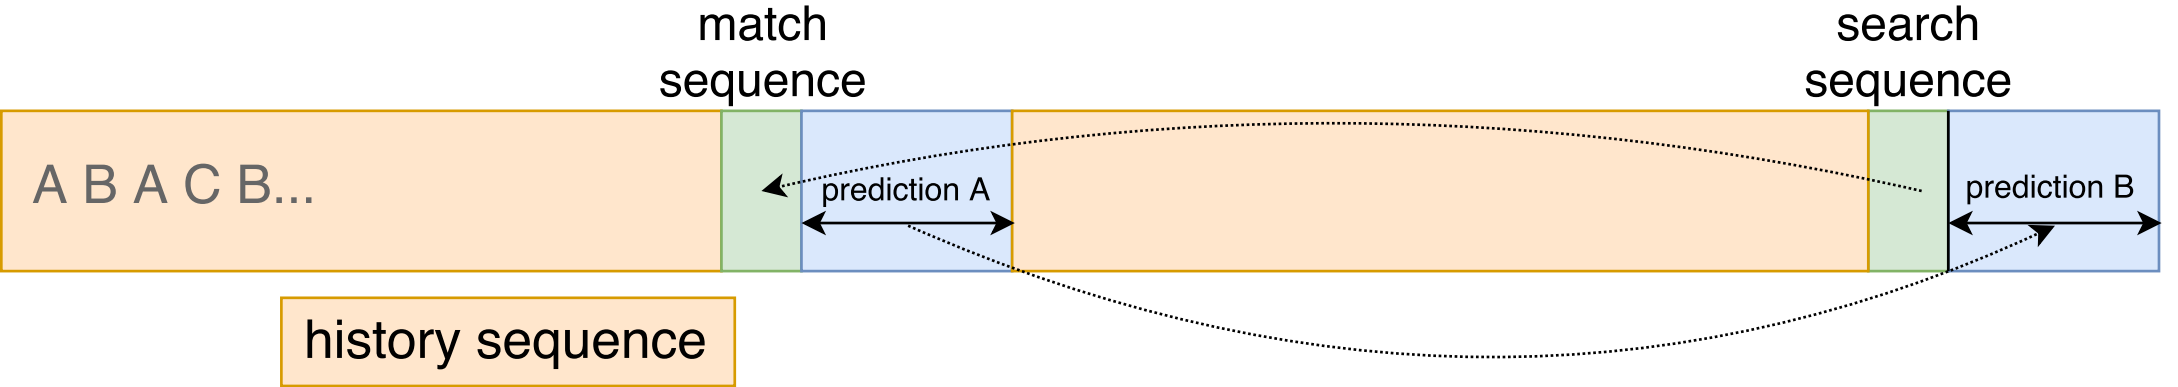 match
sequence
search
sequence
A B A C B...
prediction A
prediction B
history sequence